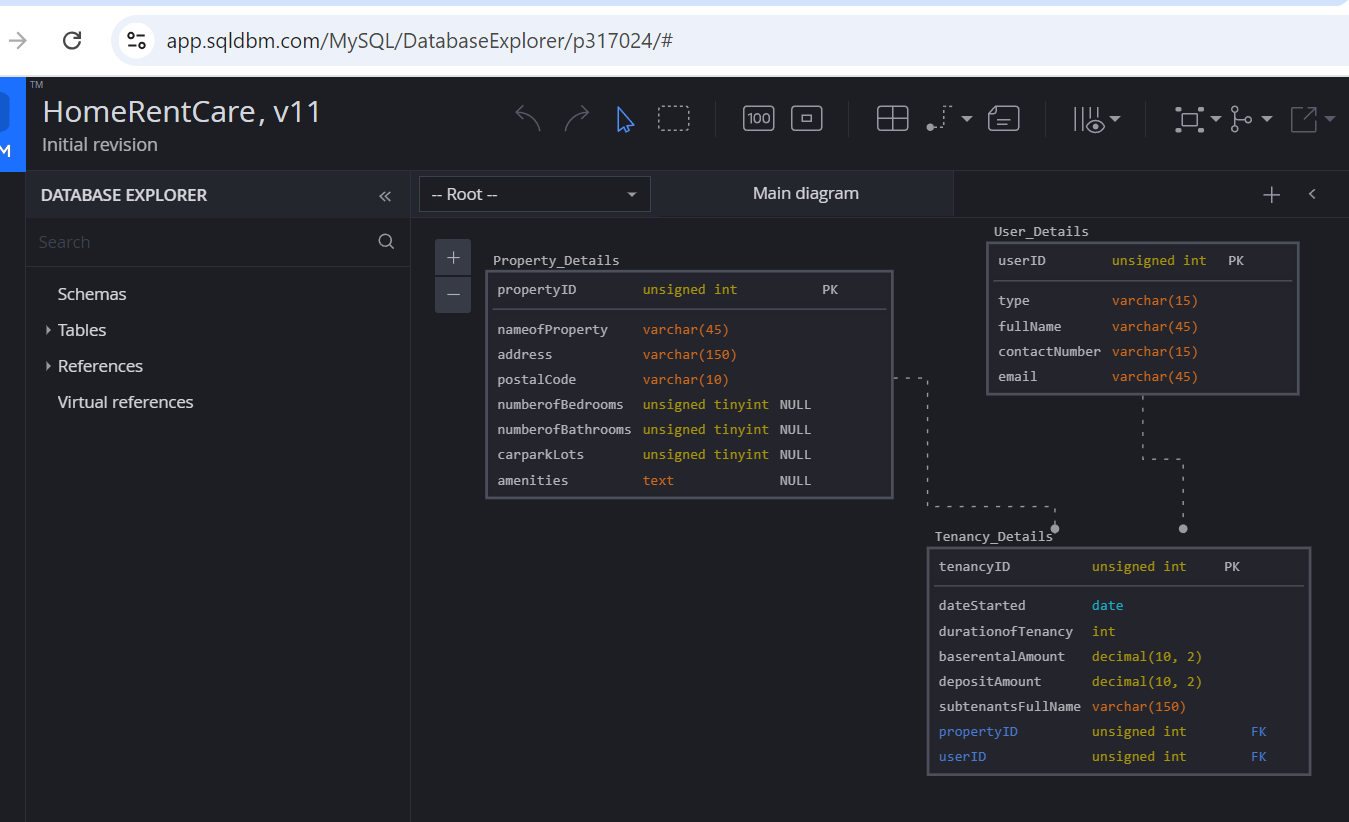 app.sqldbm.com/MySQL/DatabaseExplorer/p317024/#
TM
HomeRentCare, v11
Initial revision
M
100
DATABASE EXPLORER
-- Root --
Main diagram
Search
Schemas
Tables
References
Virtual references
Property_Details
propertyID unsigned int PK
nameofProperty varchar(45)
address varchar(150)
postalCode varchar(10)
numberofBedrooms unsigned tinyint NULL
numberofBathrooms unsigned tinyint NULL
carparkLots unsigned tinyint NULL
amenities text NULL
User_Details
userID unsigned int PK
type varchar(15)
fullName varchar(45)
contactNumber varchar(15)
email varchar(45)
Tenancy_Details
tenancyID unsigned int PK
dateStarted date
durationofTenancy int
baserentalAmount decimal(10, 2)
depositAmount decimal(10, 2)
subtenantsFullName varchar(150)
propertyID unsigned int FK
userID unsigned int FK